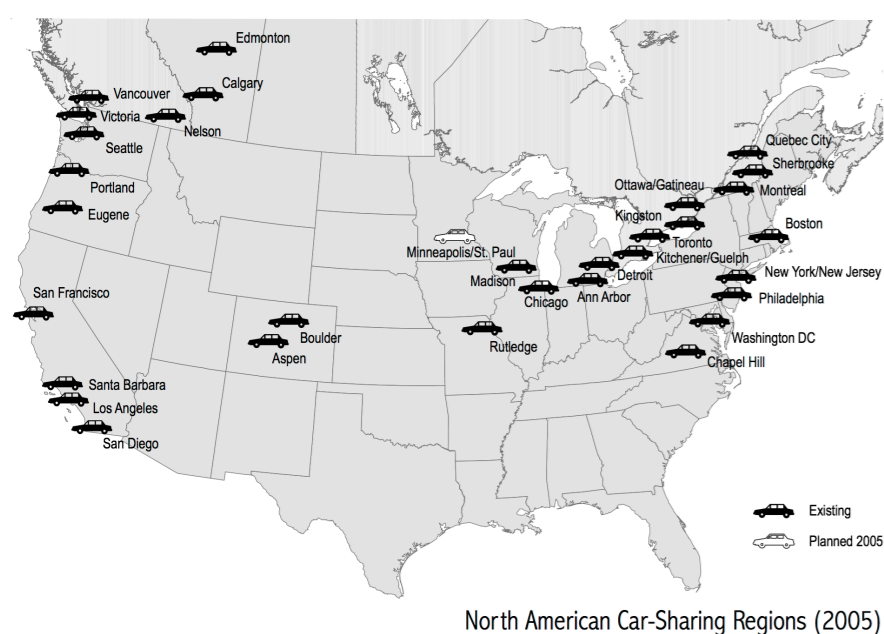 Edmonton
Calgary
Vancouver
Victoria
Nelson
Seattle
Portland
Eugene
Quebec City
Sherbrooke
Ottawa/Gatineau
Montreal
Kingston
Boston
Toronto
Minneapolis/St. Paul
Kitchener/Guelph
Detroit
New York/New Jersey
Madison
Chicago
Ann Arbor
Philadelphia
San Francisco
Boulder
Aspen
Rutledge
Washington DC
Chapel Hill
Santa Barbara
Los Angeles
San Diego
Existing
Planned 2005
North American Car-Sharing Regions (2005)